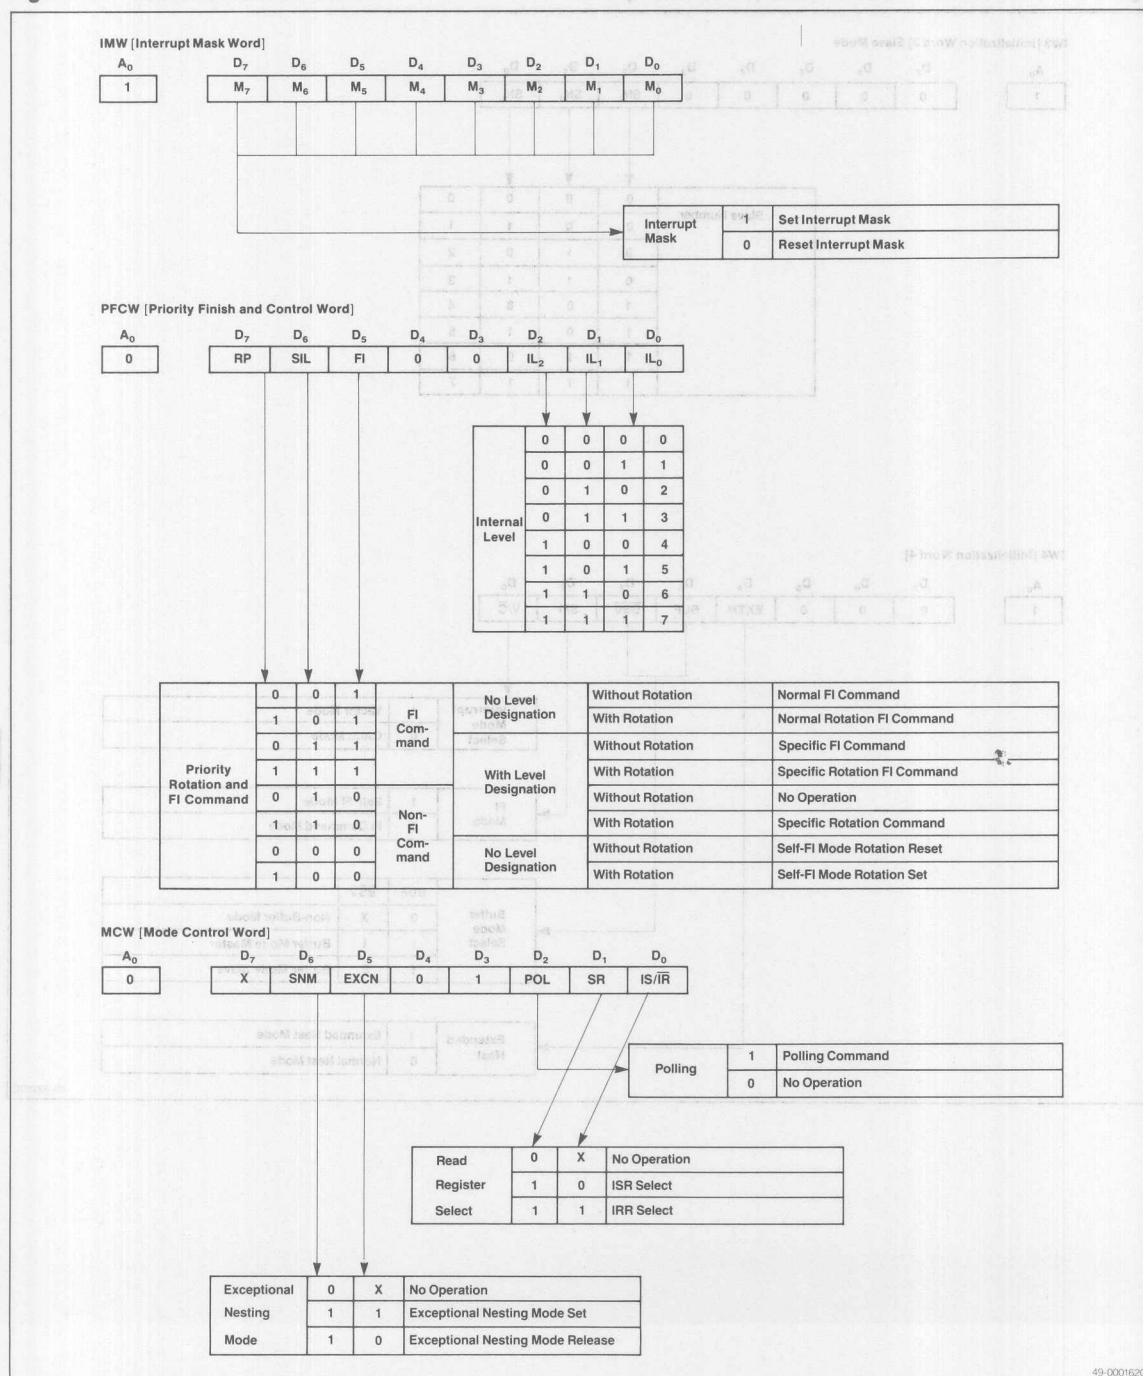 IMW [Interrupt Mask Word]
A0 D7 D6 D5 D4 D3 D2 D1 D0
1 M7 M6 M5 M4 M3 M2 M1 M0
Interrupt Mask
1 Set Interrupt Mask
0 Reset Interrupt Mask
PFCW [Priority Finish and Control Word]
A0 D7 D6 D5 D4 D3 D2 D1 D0
0 RP SIL FI 0 0 IL2 IL1 IL0
Internal Level
0 0 0 0
0 0 1 1
0 1 0 2
0 1 1 3
1 0 0 4
1 0 1 5
1 1 0 6
1 1 1 7
Priority Rotation and FI Command
FI Command
Non-FI Command
No Level Designation
With Level Designation
No Level Designation
0 0 1 Without Rotation Normal FI Command
1 0 1 With Rotation Normal Rotation FI Command
0 1 1 Without Rotation Specific FI Command
1 1 1 With Rotation Specific Rotation FI Command
0 1 0 Without Rotation No Operation
1 1 0 With Rotation Specific Rotation Command
0 0 0 Without Rotation Self-FI Mode Rotation Reset
1 0 0 With Rotation Self-FI Mode Rotation Set
MCW [Mode Control Word]
A0 D7 D6 D5 D4 D3 D2 D1 D0
0 X SNM EXCN 0 1 POL SR IS/I̅R̅
Polling
1 Polling Command
0 No Operation
Read 0 X No Operation
Register 1 0 ISR Select
Select 1 1 IRR Select
Exceptional 0 X No Operation
Nesting 1 1 Exceptional Nesting Mode Set
Mode 1 0 Exceptional Nesting Mode Release